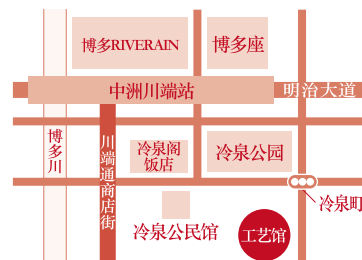 博多RIVERAIN
博多座
中洲川端站
明治大道
博多川
川端通商店街
冷泉阁
饭店
冷泉公园
冷泉町
冷泉公民馆
工艺馆